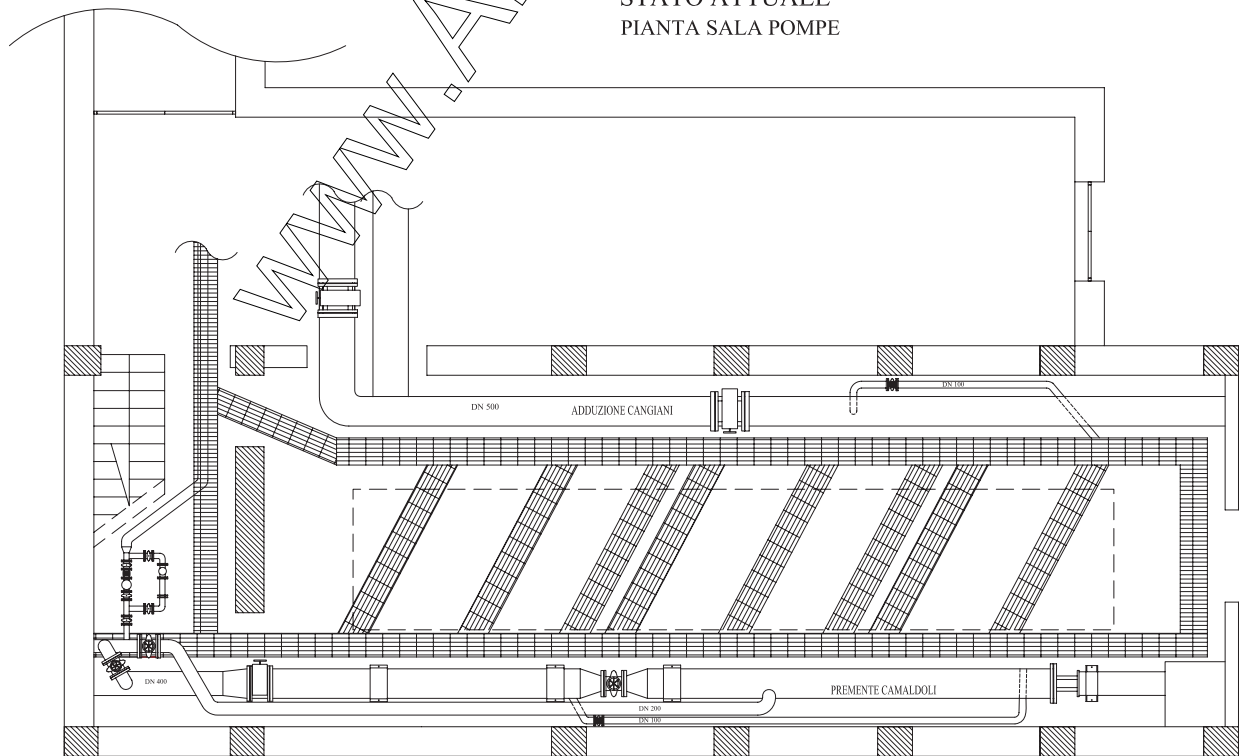 STATO ATTUALE
PIANTA SALA POMPE
www.A
DN 100
DN 500
ADDUZIONE CANGIANI
DN 400
PREMENTE CAMALDOLI
DN 200
DN 100